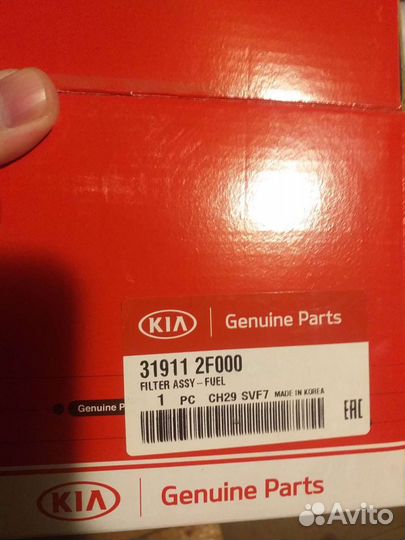 KIA Genuine Parts
31911 2F000
FILTER ASSY-FUEL
1 PC CH29 SVF7 MADE IN KOREA
EAC
Genuine P
KIA Genuine Parts
Avito